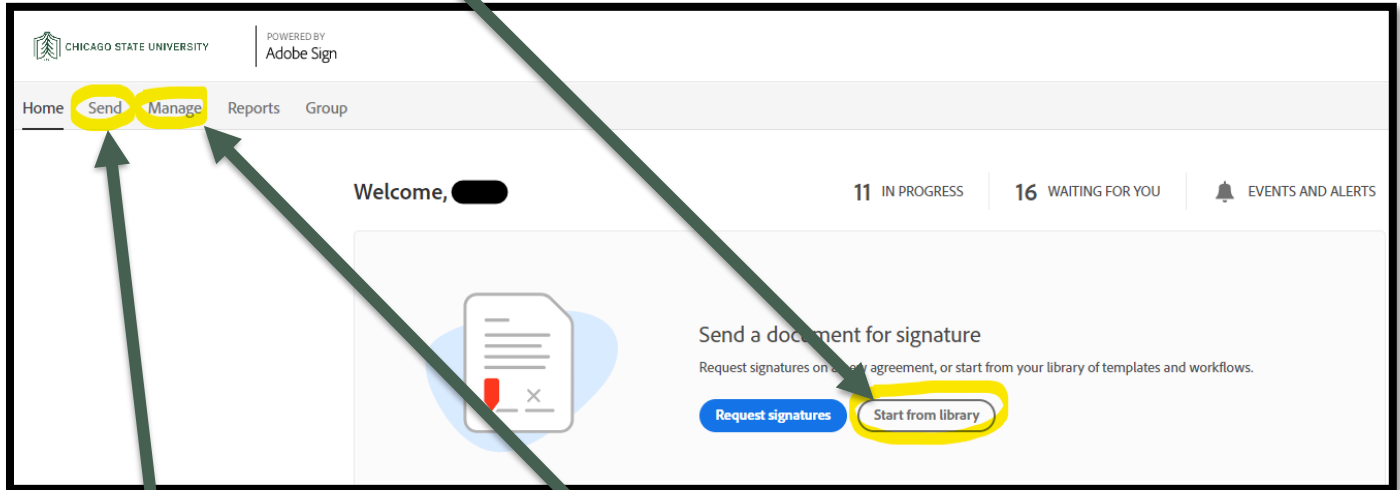 CHICAGO STATE UNIVERSITY
POWERED BY
Adobe Sign
Home Send Manage Reports Group
Welcome,
11 IN PROGRESS 16 WAITING FOR YOU EVENTS AND ALERTS
Send a document for signature
Request signatures on a new agreement, or start from your library of templates and workflows.
Request signatures Start from library